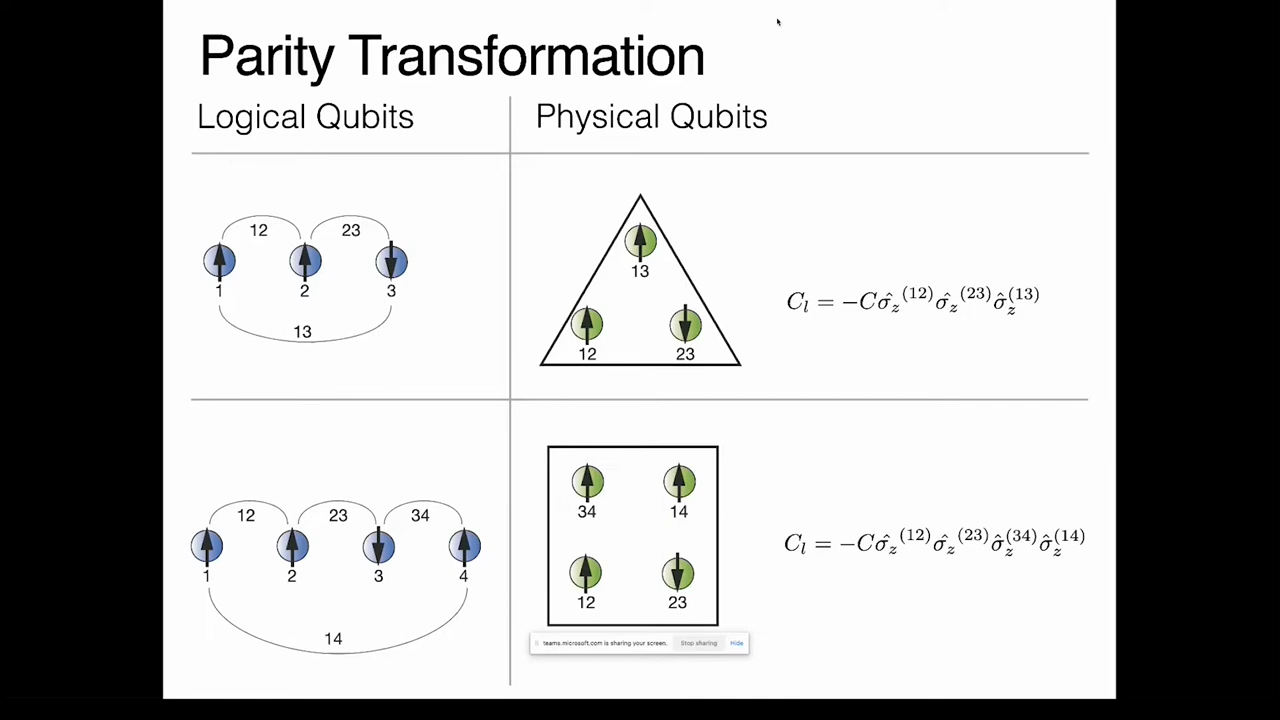 Parity Transformation
Logical Qubits
Physical Qubits
12 23
1 2 3
13
13
12 23
C_l = −Cσ̂_z^(12) σ̂_z^(23) σ̂_z^(13)
12 23 34
1 2 3 4
14
34 14
12 23
C_l = −Cσ̂_z^(12) σ̂_z^(23) σ̂_z^(34) σ̂_z^(14)
teams.microsoft.com is sharing your screen. Stop sharing Hide